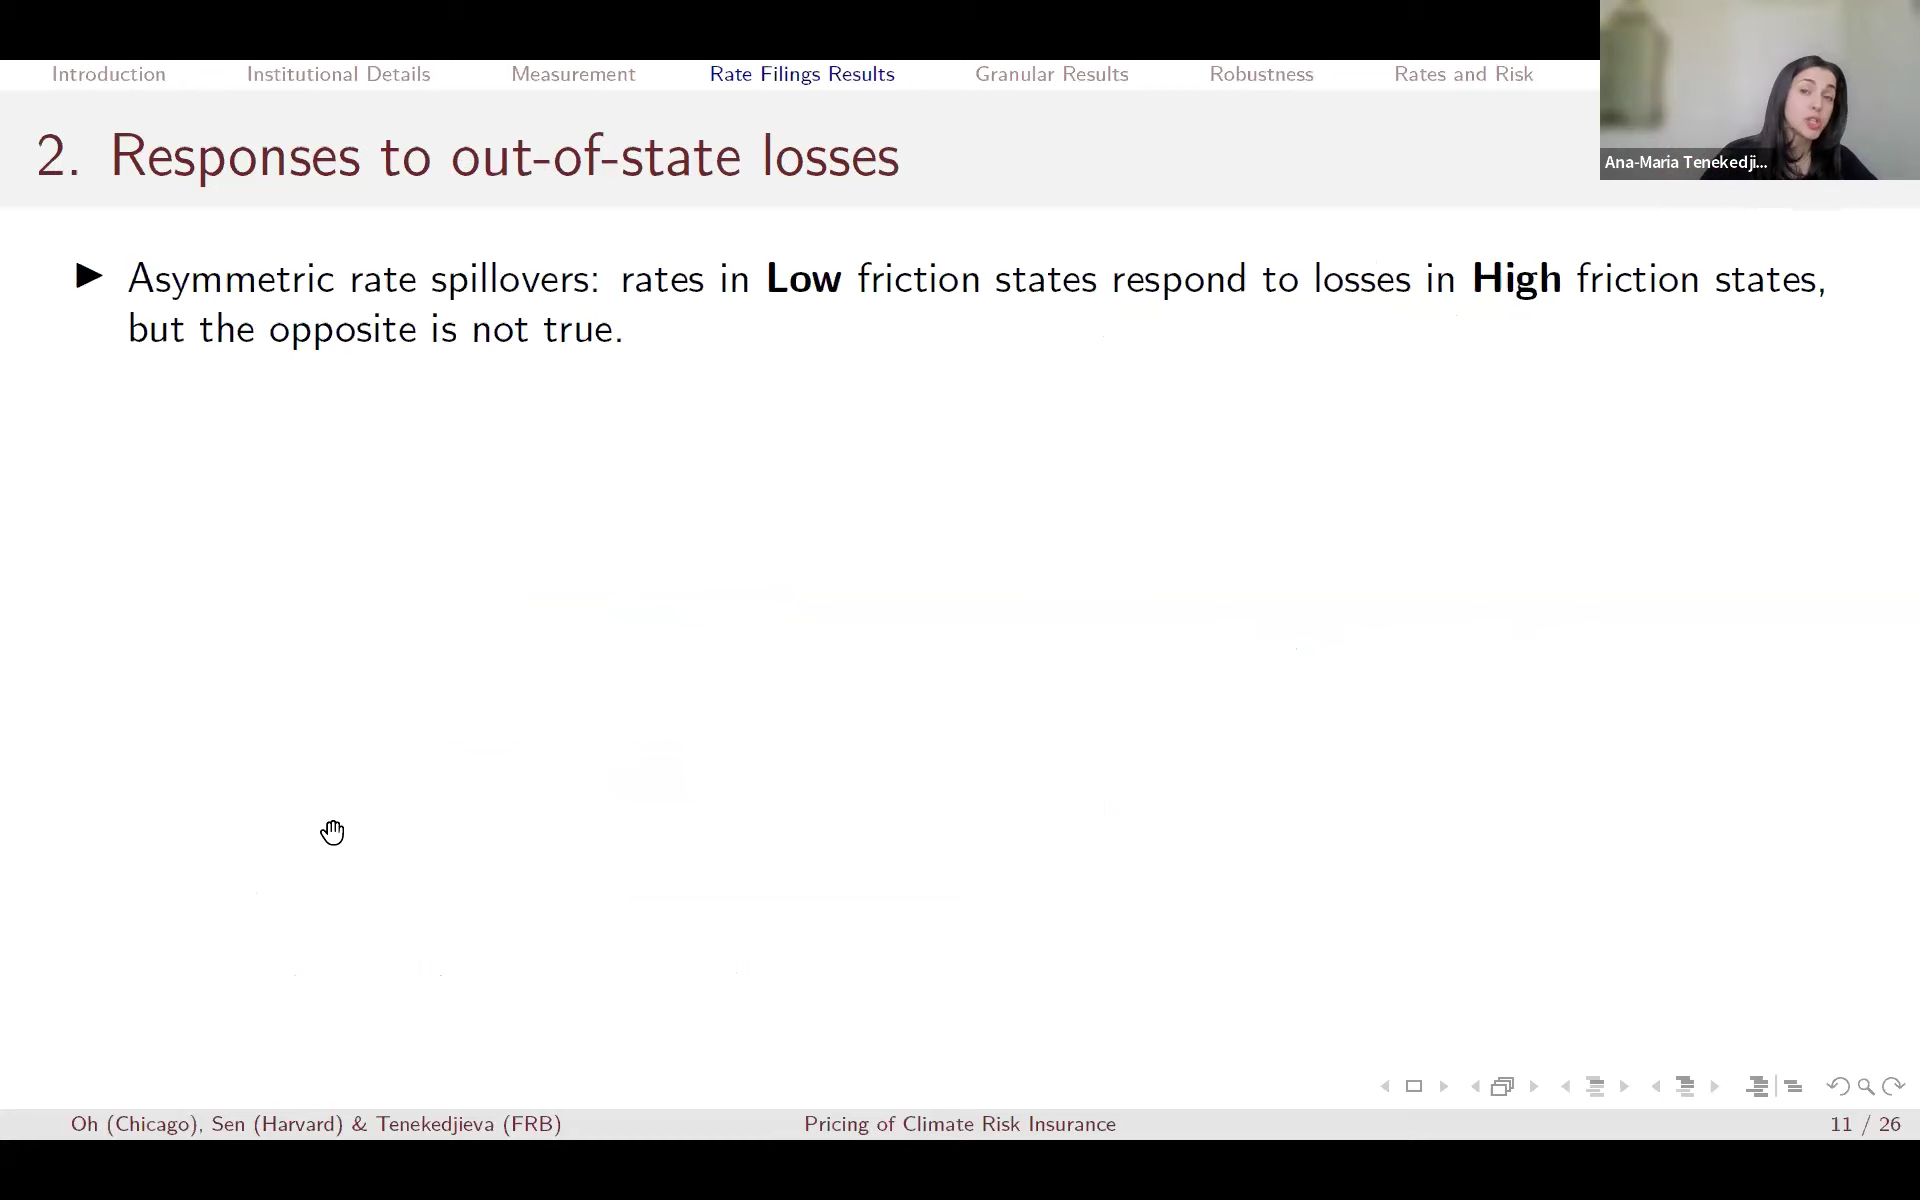 Introduction Institutional Details Measurement Rate Filings Results Granular Results Robustness Rates and Risk
2. Responses to out-of-state losses
Ana-Maria Tenekedji...
Asymmetric rate spillovers: rates in Low friction states respond to losses in High friction states,
but the opposite is not true.
Oh (Chicago), Sen (Harvard) & Tenekedjieva (FRB) Pricing of Climate Risk Insurance 11 / 26